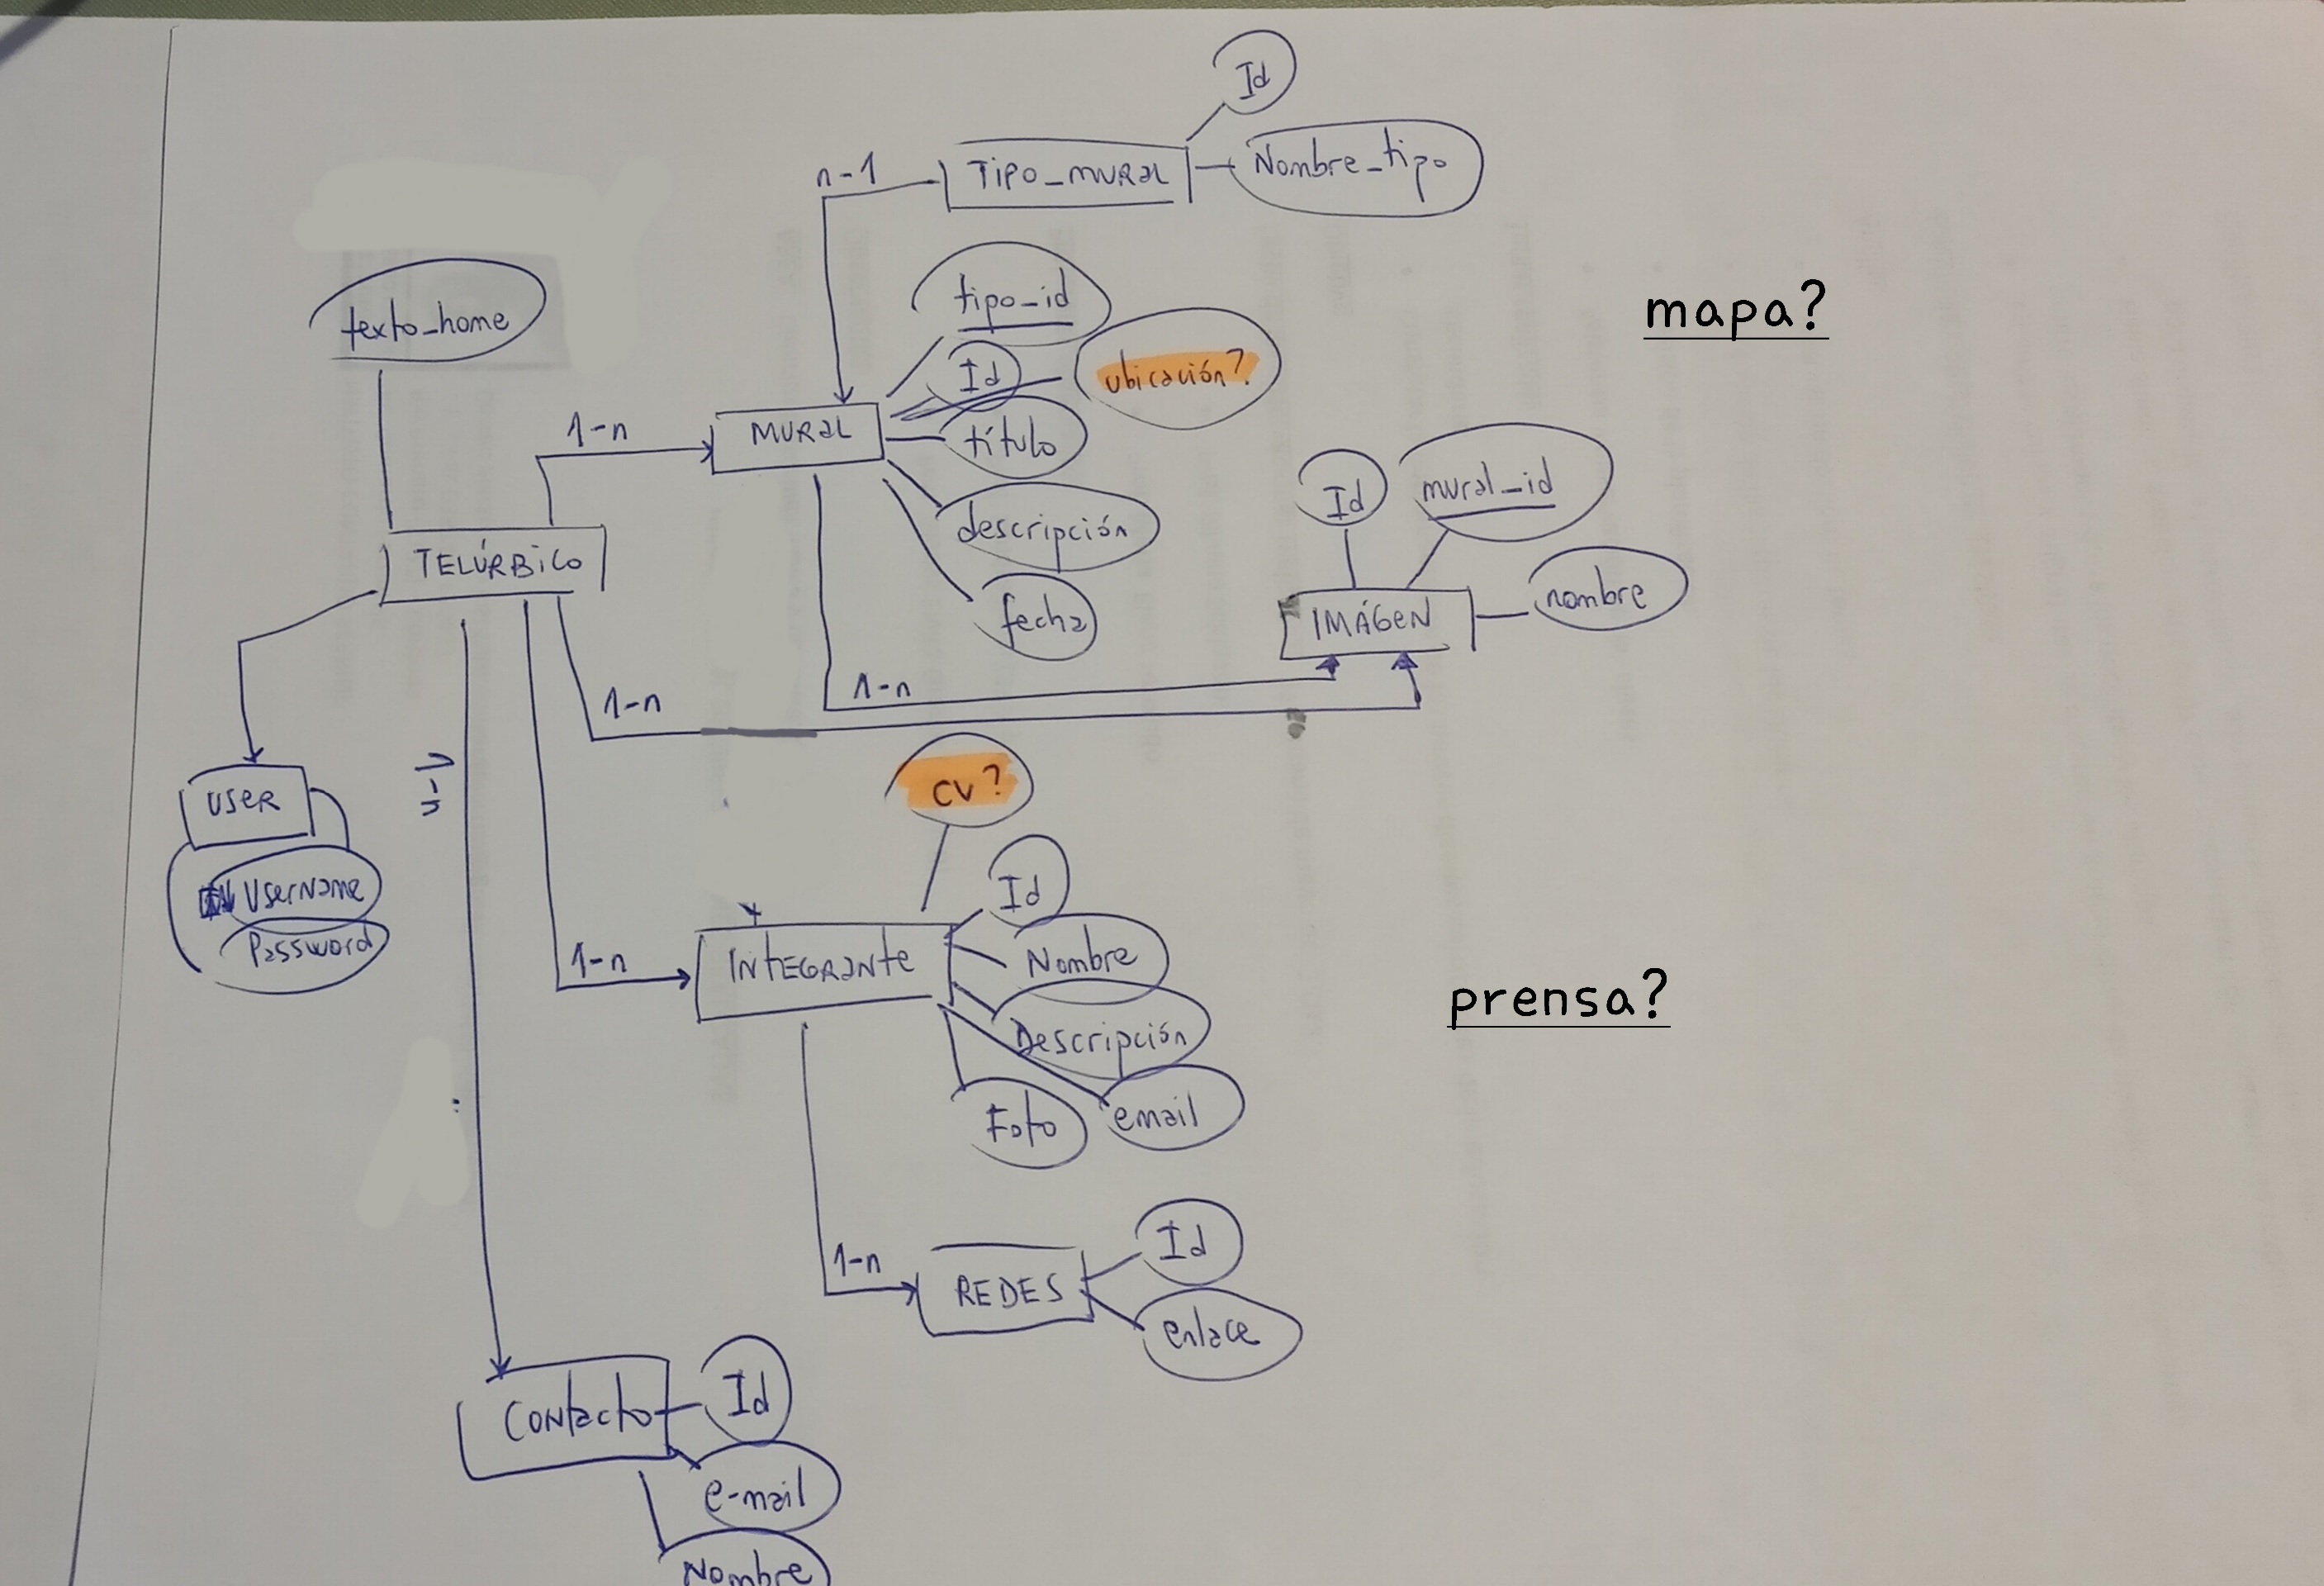 Id
n-1
TIPO_MURAL
Nombre_tipo
tipo_id
mapa?
texto_home
Id
ubicación?
1-n
MURAL
título
Id
mural_id
descripción
TELÚRBICO
nombre
fecha
IMÁGEN
1-n
1-n
1-n
CV?
USER
Id
UserName
Password
1-n
INTEGRANTE
Nombre
prensa?
Descripción
Foto
email
Id
1-n
REDES
enlace
Contacto
Id
e-mail
Nombre